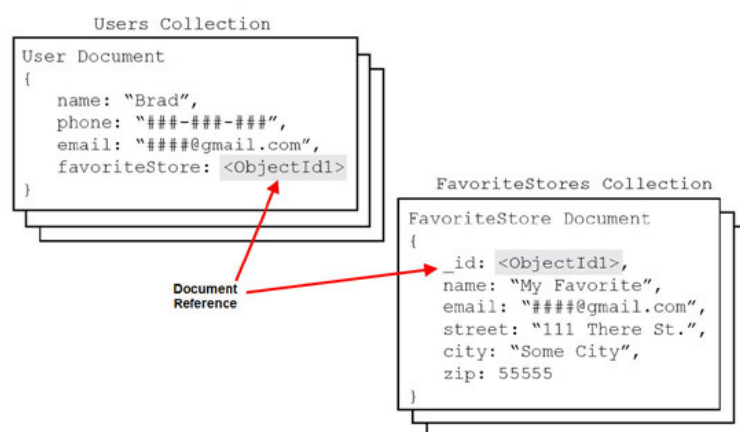 Users Collection
User Document
{
name: “Brad”,
phone: “###-###-###”,
email: “####@gmail.com”,
favoriteStore: <ObjectId1>
}
FavoriteStores Collection
FavoriteStore Document
{
_id: <ObjectId1>,
name: “My Favorite”,
email: “####@gmail.com”,
street: “111 There St.”,
city: “Some City”,
zip: 55555
}
Document
Reference